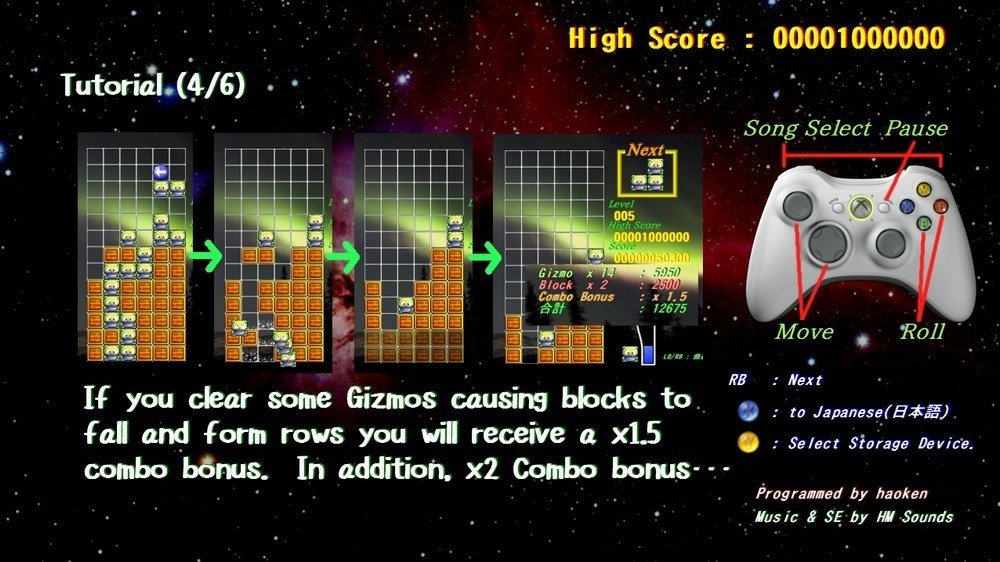 High Score : 00001000000
Tutorial (4/6)
Song Select Pause
Next
Level
005
High Score
00001000000
Score
Gizmo x 14 : 5950
Block x 2 : 2500
Combo Bonus : x 1.5
合計 : 12675
LB/RB :
Move
Roll
If you clear some Gizmos causing blocks to
fall and form rows you will receive a x1.5
combo bonus. In addition, x2 Combo bonus···
RB : Next
X : to Japanese(日本語)
Y : Select Storage Device.
Programmed by haoken
Music & SE by HM Sounds